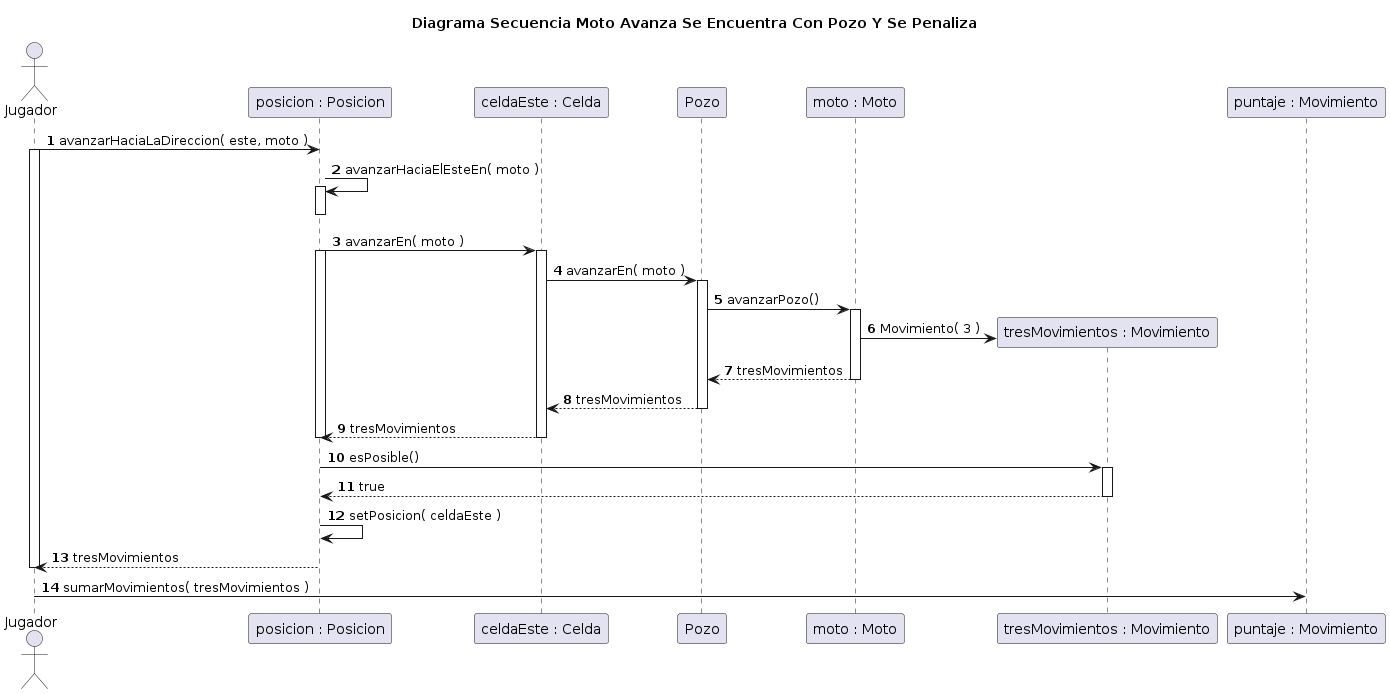 Diagrama Secuencia Moto Avanza Se Encuentra Con Pozo Y Se Penaliza
Jugador
posicion : Posicion
celdaEste : Celda
Pozo
moto : Moto
puntaje : Movimiento
1 avanzarHaciaLaDireccion( este, moto )
2 avanzarHaciaElEsteEn( moto )
3 avanzarEn( moto )
4 avanzarEn( moto )
5 avanzarPozo()
6 Movimiento( 3 )
tresMovimientos : Movimiento
7 tresMovimientos
8 tresMovimientos
9 tresMovimientos
10 esPosible()
11 true
12 setPosicion( celdaEste )
13 tresMovimientos
14 sumarMovimientos( tresMovimientos )
Jugador
posicion : Posicion
celdaEste : Celda
Pozo
moto : Moto
tresMovimientos : Movimiento
puntaje : Movimiento